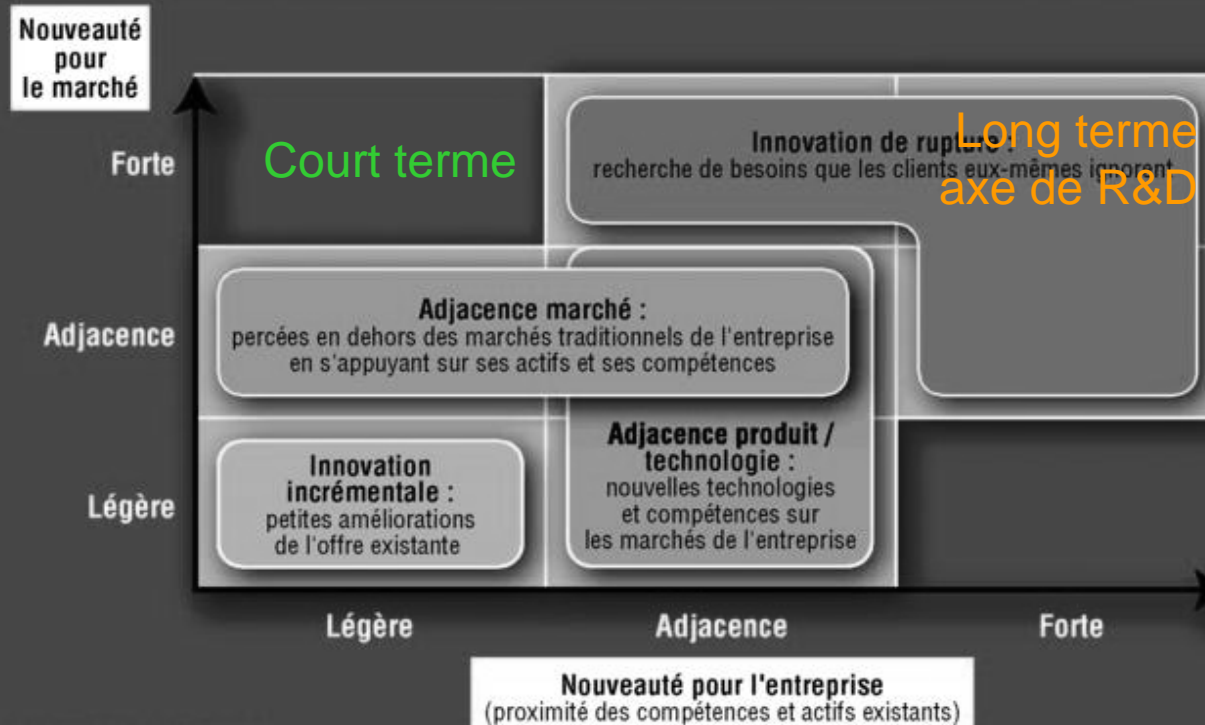 Nouveauté
pour
le marché
Forte
Court terme
Innovation de rupture :
recherche de besoins que les clients eux-mêmes ignorent
Long terme
axe de R&D
Adjacence
Adjacence marché :
percées en dehors des marchés traditionnels de l'entreprise
en s'appuyant sur ses actifs et ses compétences
Légère
Innovation
incrémentale :
petites améliorations
de l'offre existante
Adjacence produit /
technologie :
nouvelles technologies
et compétences sur
les marchés de l'entreprise
Légère
Adjacence
Forte
Nouveauté pour l'entreprise
(proximité des compétences et actifs existants)